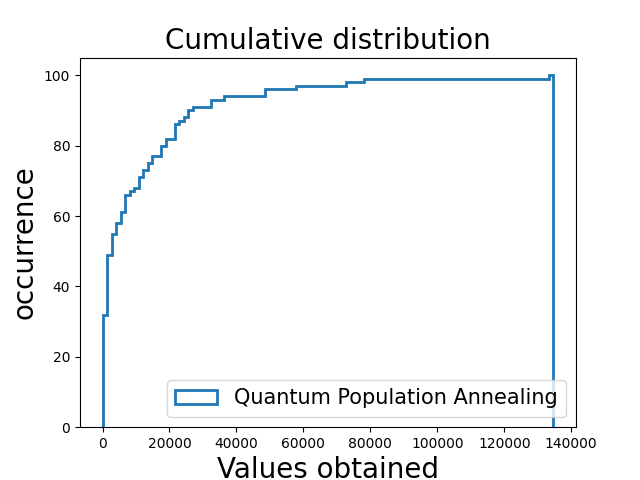 Cumulative distribution
100
80
60
40
20
0
occurrence
Quantum Population Annealing
0 20000 40000 60000 80000 100000 120000 140000
Values obtained